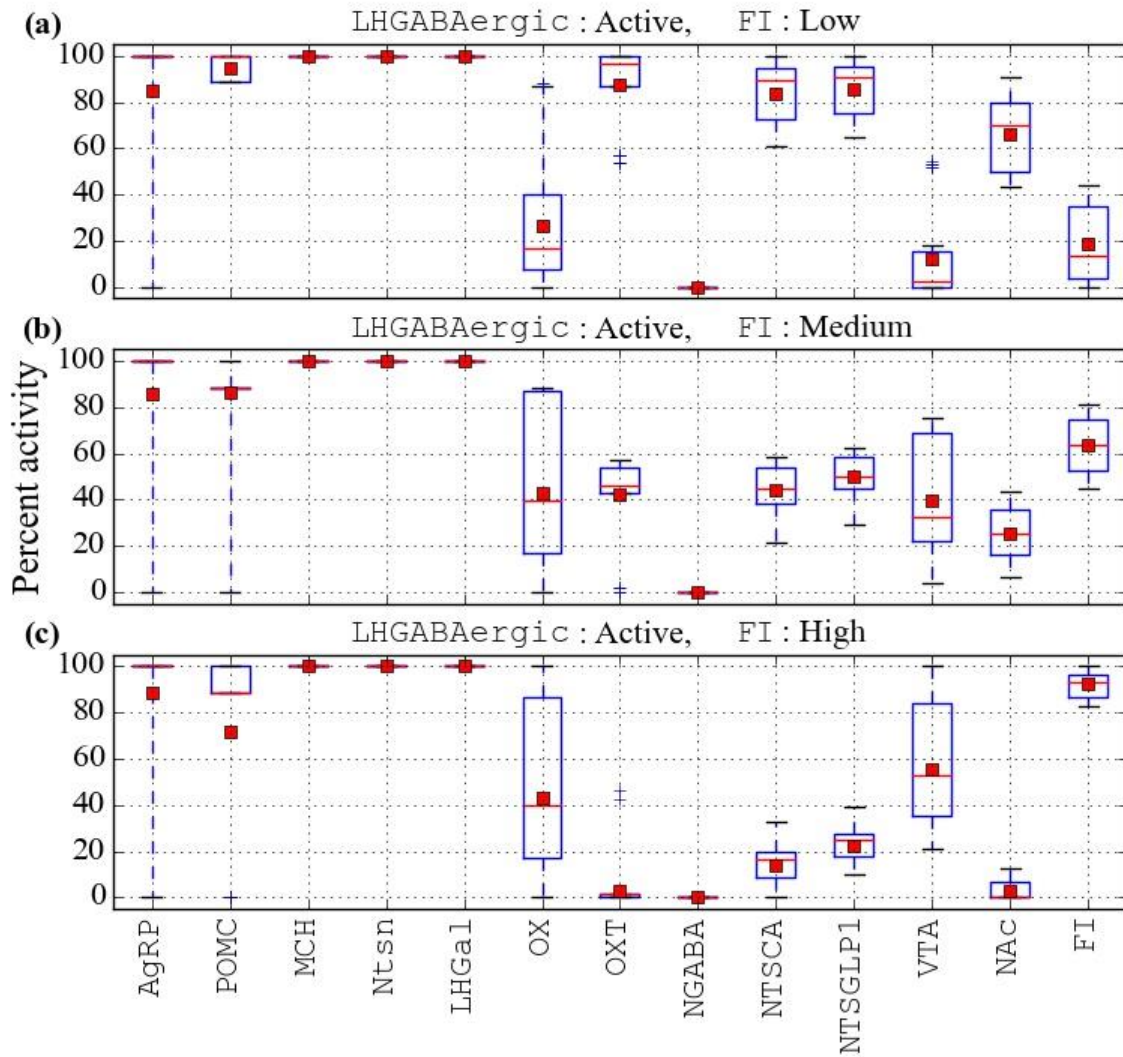 (a) LHGABAergic : Active, FI : Low
100
80
60
40
20
0
(b) LHGABAergic : Active, FI : Medium
100
80
60
40
20
0
Percent activity
(c) LHGABAergic : Active, FI : High
100
80
60
40
20
0
AgRP
POMC
MCH
Ntsn
LHGal
OX
OXT
NGABA
NTSCA
NTSGLP1
VTA
NAc
FI